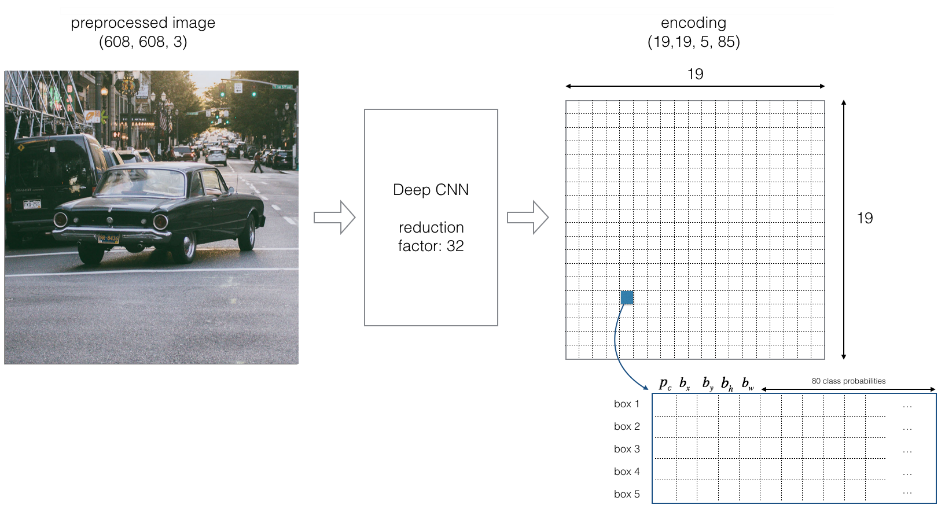 preprocessed image
(608, 608, 3)
encoding
(19,19, 5, 85)
19
Deep CNN
reduction
factor: 32
19
p_c b_x b_y b_h b_w
80 class probabilities
box 1 ...
box 2 ...
box 3 ...
box 4 ...
box 5 ...